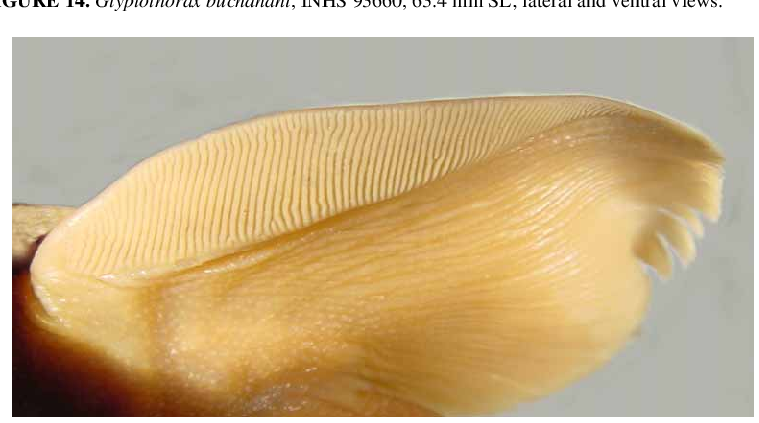 GURE 14. Glyptothorax buchanani, INHS 93660, 63.4 mm SL; lateral and ventral views.